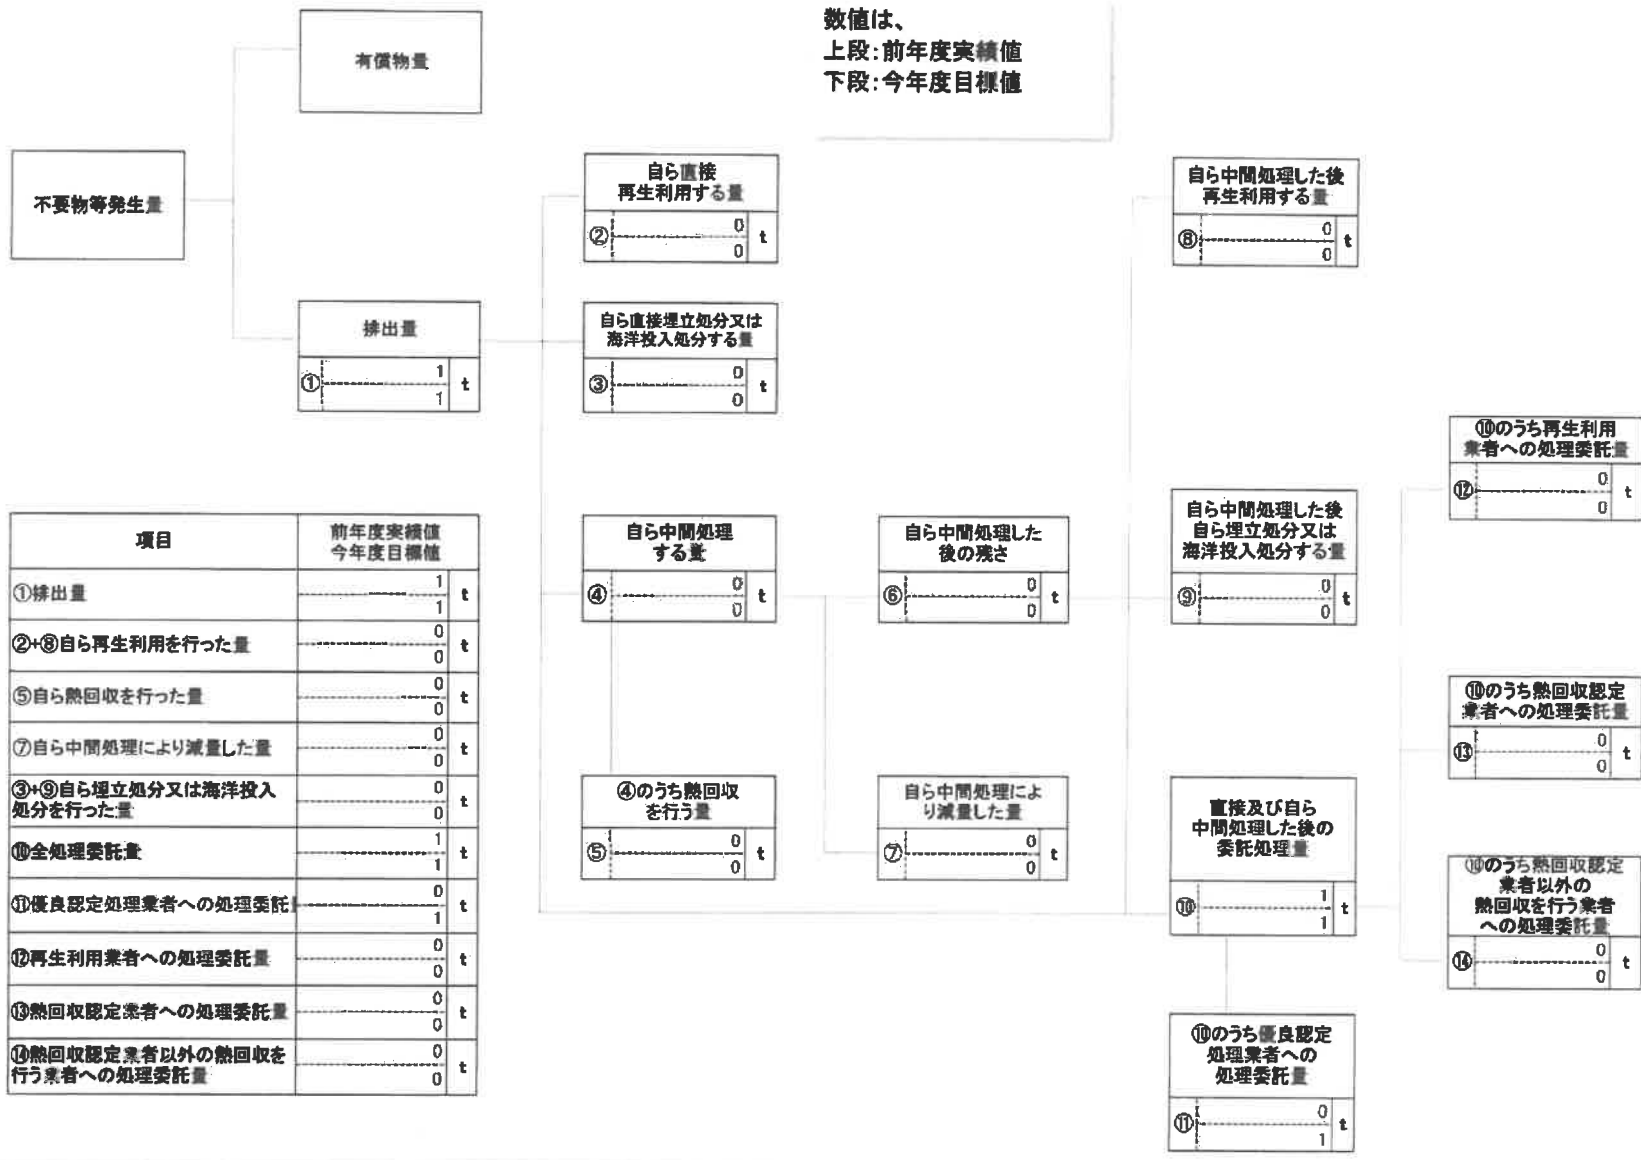 数値は、
上段:前年度実績値
下段:今年度目標値
有償物量
不要物等発生量
排出量
①
1
1
t
自ら直接
再生利用する量
②
0
0
t
自ら直接埋立処分又は
海洋投入処分する量
③
0
0
t
自ら中間処理
する量
④
0
0
t
④のうち熱回収
を行う量
⑤
0
0
t
自ら中間処理した
後の残さ
⑥
0
0
t
自ら中間処理によ
り減量した量
⑦
0
0
t
自ら中間処理した後
再生利用する量
⑧
0
0
t
自ら中間処理した後
自ら埋立処分又は
海洋投入処分する量
⑨
0
0
t
直接及び自ら
中間処理した後の
委託処理量
⑩
1
1
t
⑩のうち優良認定
処理業者への
処理委託量
⑪
0
1
t
⑩のうち再生利用
業者への処理委託量
⑫
0
0
t
⑩のうち熱回収認定
業者への処理委託量
⑬
0
0
t
⑩のうち熱回収認定
業者以外の
熱回収を行う業者
への処理委託量
⑭
0
0
t
項目
前年度実績値
今年度目標値
①排出量
1
1
t
②+⑧自ら再生利用を行った量
0
0
t
⑤自ら熱回収を行った量
0
0
t
⑦自ら中間処理により減量した量
0
0
t
③+⑨自ら埋立処分又は海洋投入
処分を行った量
0
0
t
⑩全処理委託量
1
1
t
⑪優良認定処理業者への処理委託
0
1
t
⑫再生利用業者への処理委託量
0
0
t
⑬熱回収認定業者への処理委託量
0
0
t
⑭熱回収認定業者以外の熱回収を
行う業者への処理委託量
0
0
t